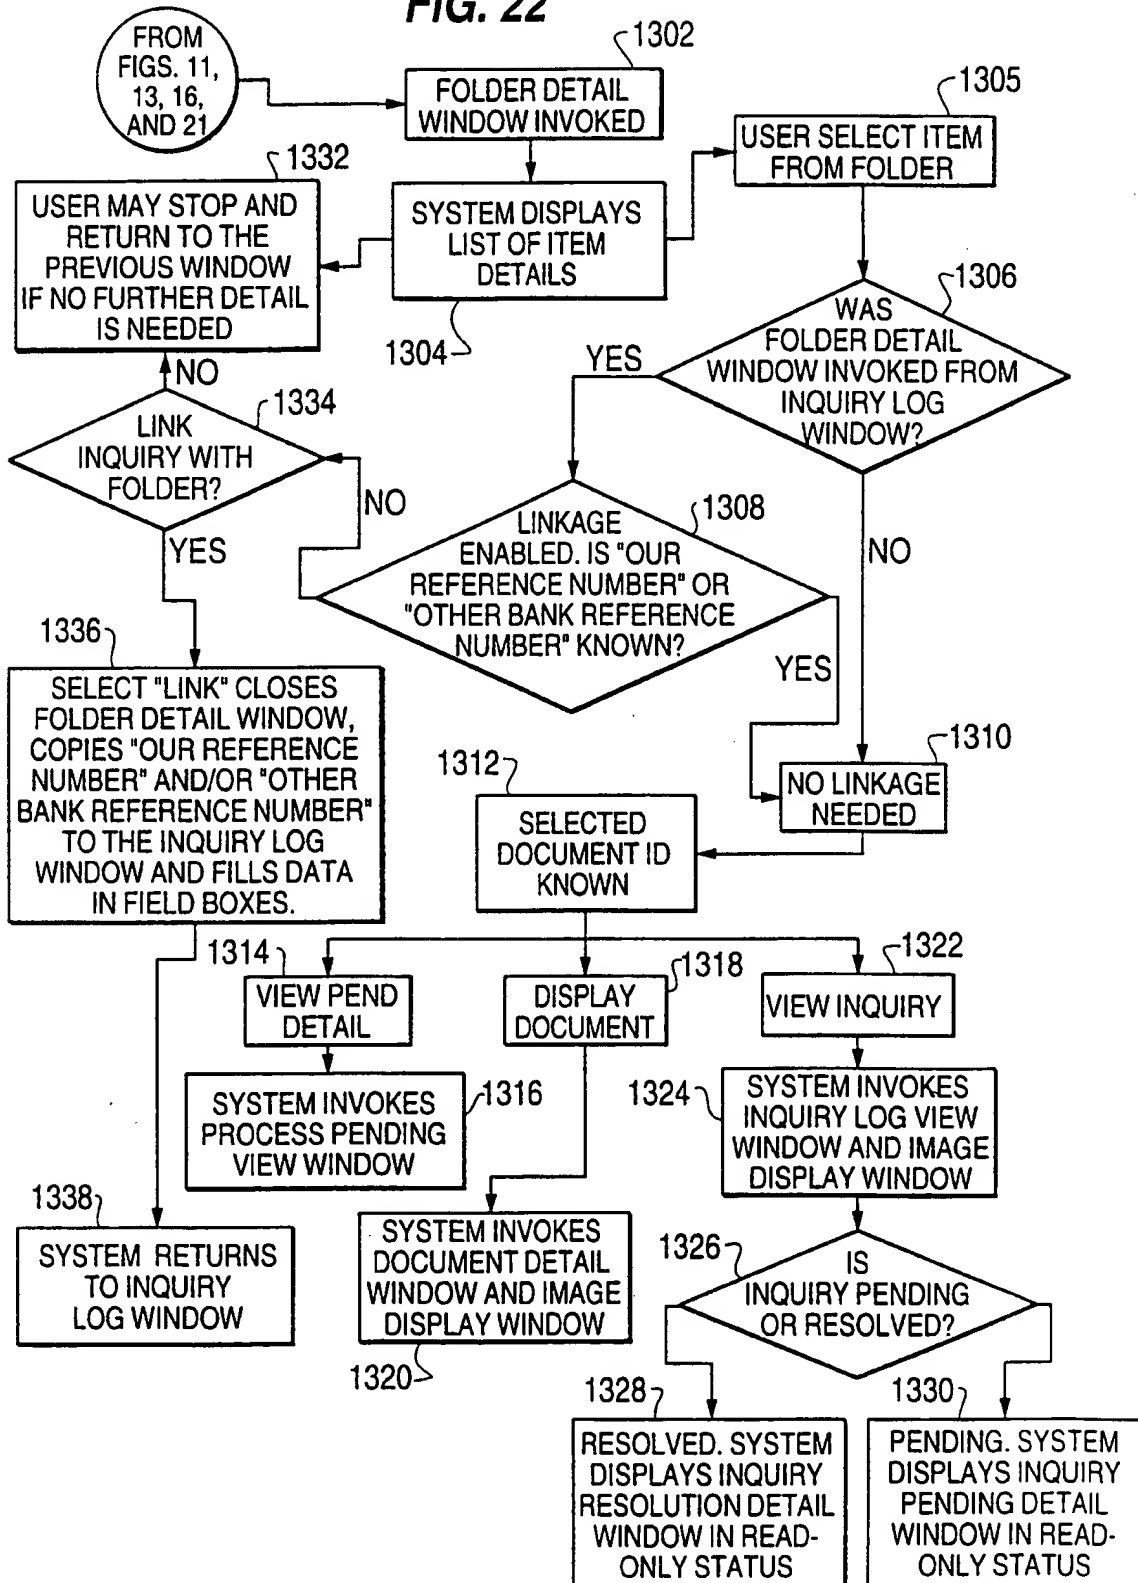 FIG. 22
FROM
FIGS. 11,
13, 16,
AND 21
1302
FOLDER DETAIL
WINDOW INVOKED
1305
USER SELECT ITEM
FROM FOLDER
1332
USER MAY STOP AND
RETURN TO THE
PREVIOUS WINDOW
IF NO FURTHER DETAIL
IS NEEDED
SYSTEM DISPLAYS
LIST OF ITEM
DETAILS
1304
1306
WAS
FOLDER DETAIL
WINDOW INVOKED FROM
INQUIRY LOG
WINDOW?
YES
NO
NO
1334
LINK
INQUIRY WITH
FOLDER?
NO
YES
1308
LINKAGE
ENABLED. IS "OUR
REFERENCE NUMBER" OR
"OTHER BANK REFERENCE
NUMBER" KNOWN?
YES
1336
SELECT "LINK" CLOSES
FOLDER DETAIL WINDOW,
COPIES "OUR REFERENCE
NUMBER" AND/OR "OTHER
BANK REFERENCE NUMBER"
TO THE INQUIRY LOG
WINDOW AND FILLS DATA
IN FIELD BOXES.
1310
NO LINKAGE
NEEDED
1312
SELECTED
DOCUMENT ID
KNOWN
1314
VIEW PEND
DETAIL
1318
DISPLAY
DOCUMENT
1322
VIEW INQUIRY
1316
SYSTEM INVOKES
PROCESS PENDING
VIEW WINDOW
1324
SYSTEM INVOKES
INQUIRY LOG VIEW
WINDOW AND IMAGE
DISPLAY WINDOW
1338
SYSTEM RETURNS
TO INQUIRY
LOG WINDOW
SYSTEM INVOKES
DOCUMENT DETAIL
WINDOW AND IMAGE
DISPLAY WINDOW
1320
1326
IS
INQUIRY PENDING
OR RESOLVED?
1328
RESOLVED. SYSTEM
DISPLAYS INQUIRY
RESOLUTION DETAIL
WINDOW IN READ-
ONLY STATUS
1330
PENDING. SYSTEM
DISPLAYS INQUIRY
PENDING DETAIL
WINDOW IN READ-
ONLY STATUS